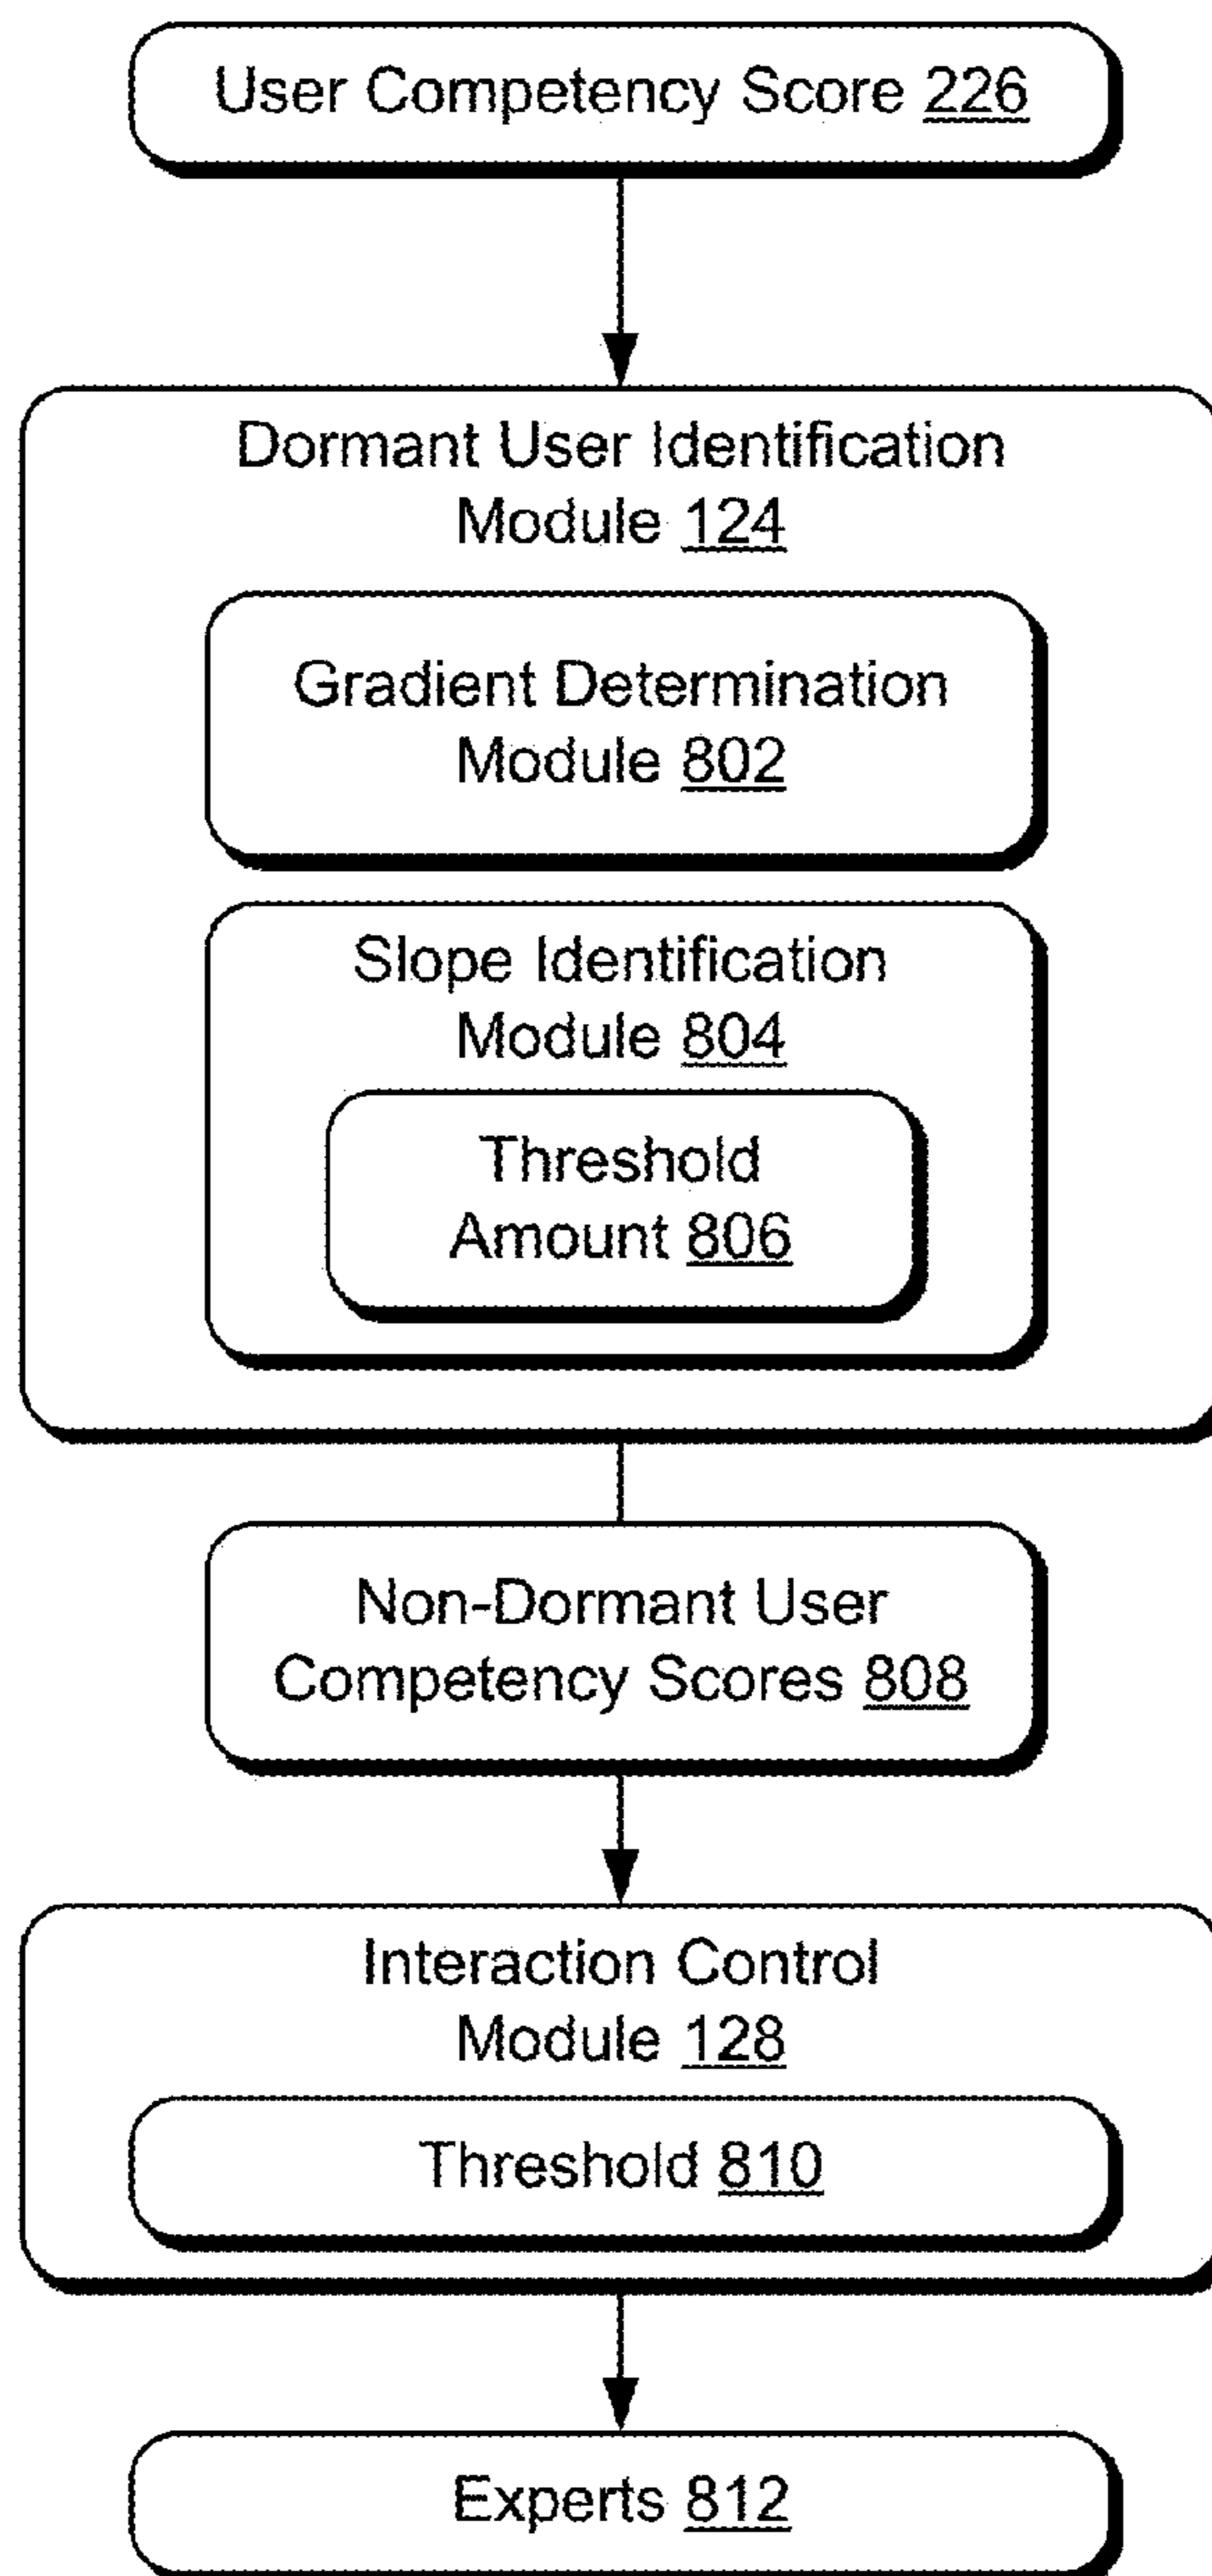 User Competency Score 226
Dormant User Identification
Module 124
Gradient Determination
Module 802
Slope Identification
Module 804
Threshold
Amount 806
Non-Dormant User
Competency Scores 808
Interaction Control
Module 128
Threshold 810
Experts 812